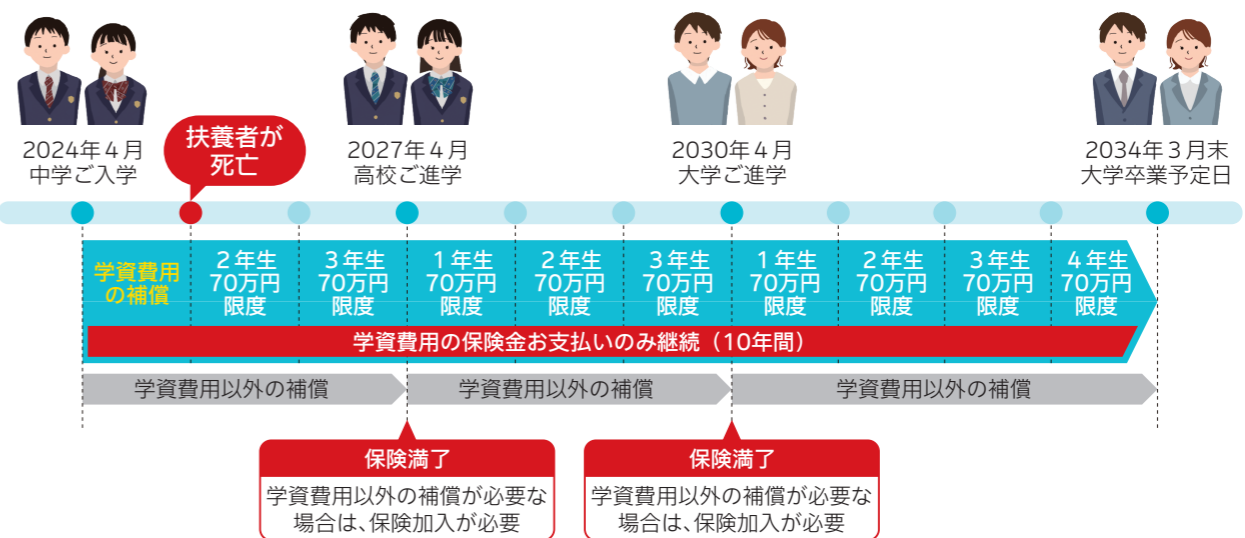 2024年4月
中学ご入学
扶養者が
死亡
2027年4月
高校ご進学
2030年4月
大学ご進学
2034年3月末
大学卒業予定日
学資費用
の補償
2年生
70万円
限度
3年生
70万円
限度
1年生
70万円
限度
2年生
70万円
限度
3年生
70万円
限度
1年生
70万円
限度
2年生
70万円
限度
3年生
70万円
限度
4年生
70万円
限度
学資費用の保険金お支払いのみ継続（10年間）
学資費用以外の補償
学資費用以外の補償
学資費用以外の補償
保険満了
学資費用以外の補償が必要な
場合は、保険加入が必要
保険満了
学資費用以外の補償が必要な
場合は、保険加入が必要